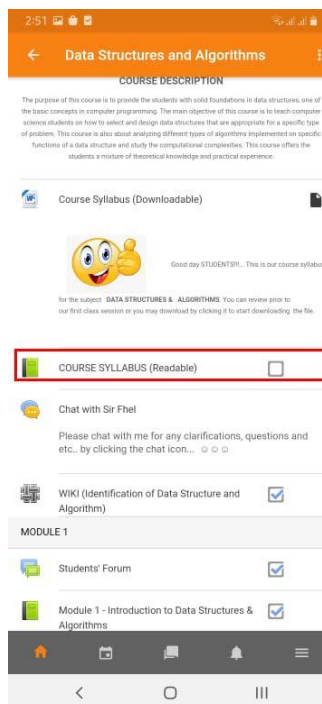 2:51
Data Structures and Algorithms
COURSE DESCRIPTION
The purpose of this course is to provide the students with solid foundations in data structures, one of
the basic concepts in computer programming. The main objective of this course is to teach computer
science students on how to select and design data structures that are appropriate for a specific type
of problem. This course is also about analyzing different types of algorithms implemented on specific
functions of a data structure and study the computational complexities. This course offers the
students a mixture of theoretical knowledge and practical experience.
Course Syllabus (Downloadable)
Good day STUDENTS!!!... This is our course syllabus
for the subject DATA STRUCTURES & ALGORITHMS. You can review prior to
our first class session or you may download by clicking it to start downloading the file.
COURSE SYLLABUS (Readable)
Chat with Sir Fhel
Please chat with me for any clarifications, questions and
etc.. by clicking the chat icon... ☺☺☺
WIKI (Identification of Data Structure and
Algorithm)
MODULE 1
Students' Forum
Module 1 - Introduction to Data Structures &
Algorithms